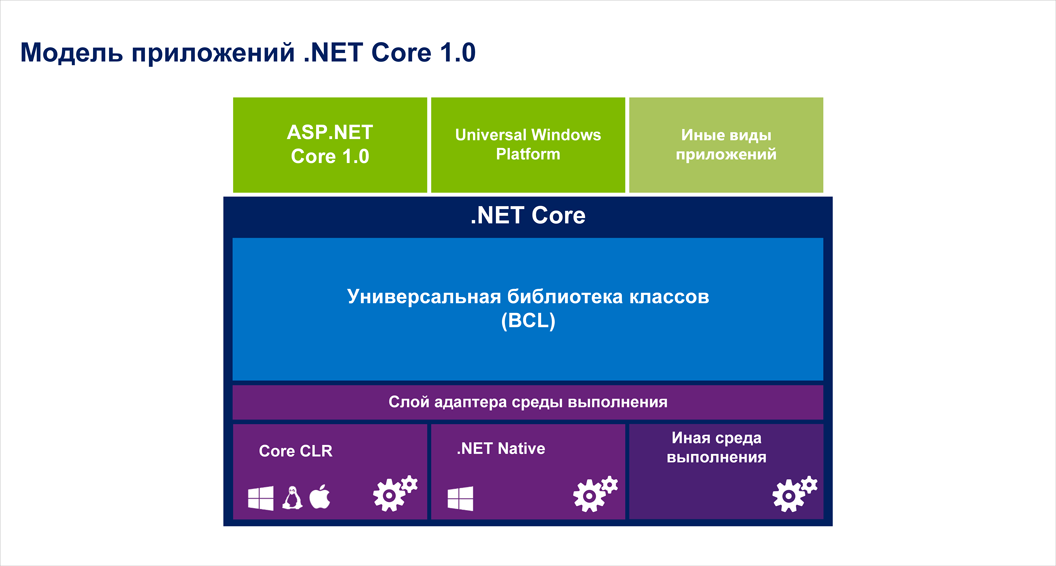 Модель приложений .NET Core 1.0
ASP.NET
Core 1.0
Universal Windows
Platform
Иные виды
приложений
.NET Core
Универсальная библиотека классов
(BCL)
Слой адаптера среды выполнения
Core CLR
.NET Native
Иная среда
выполнения